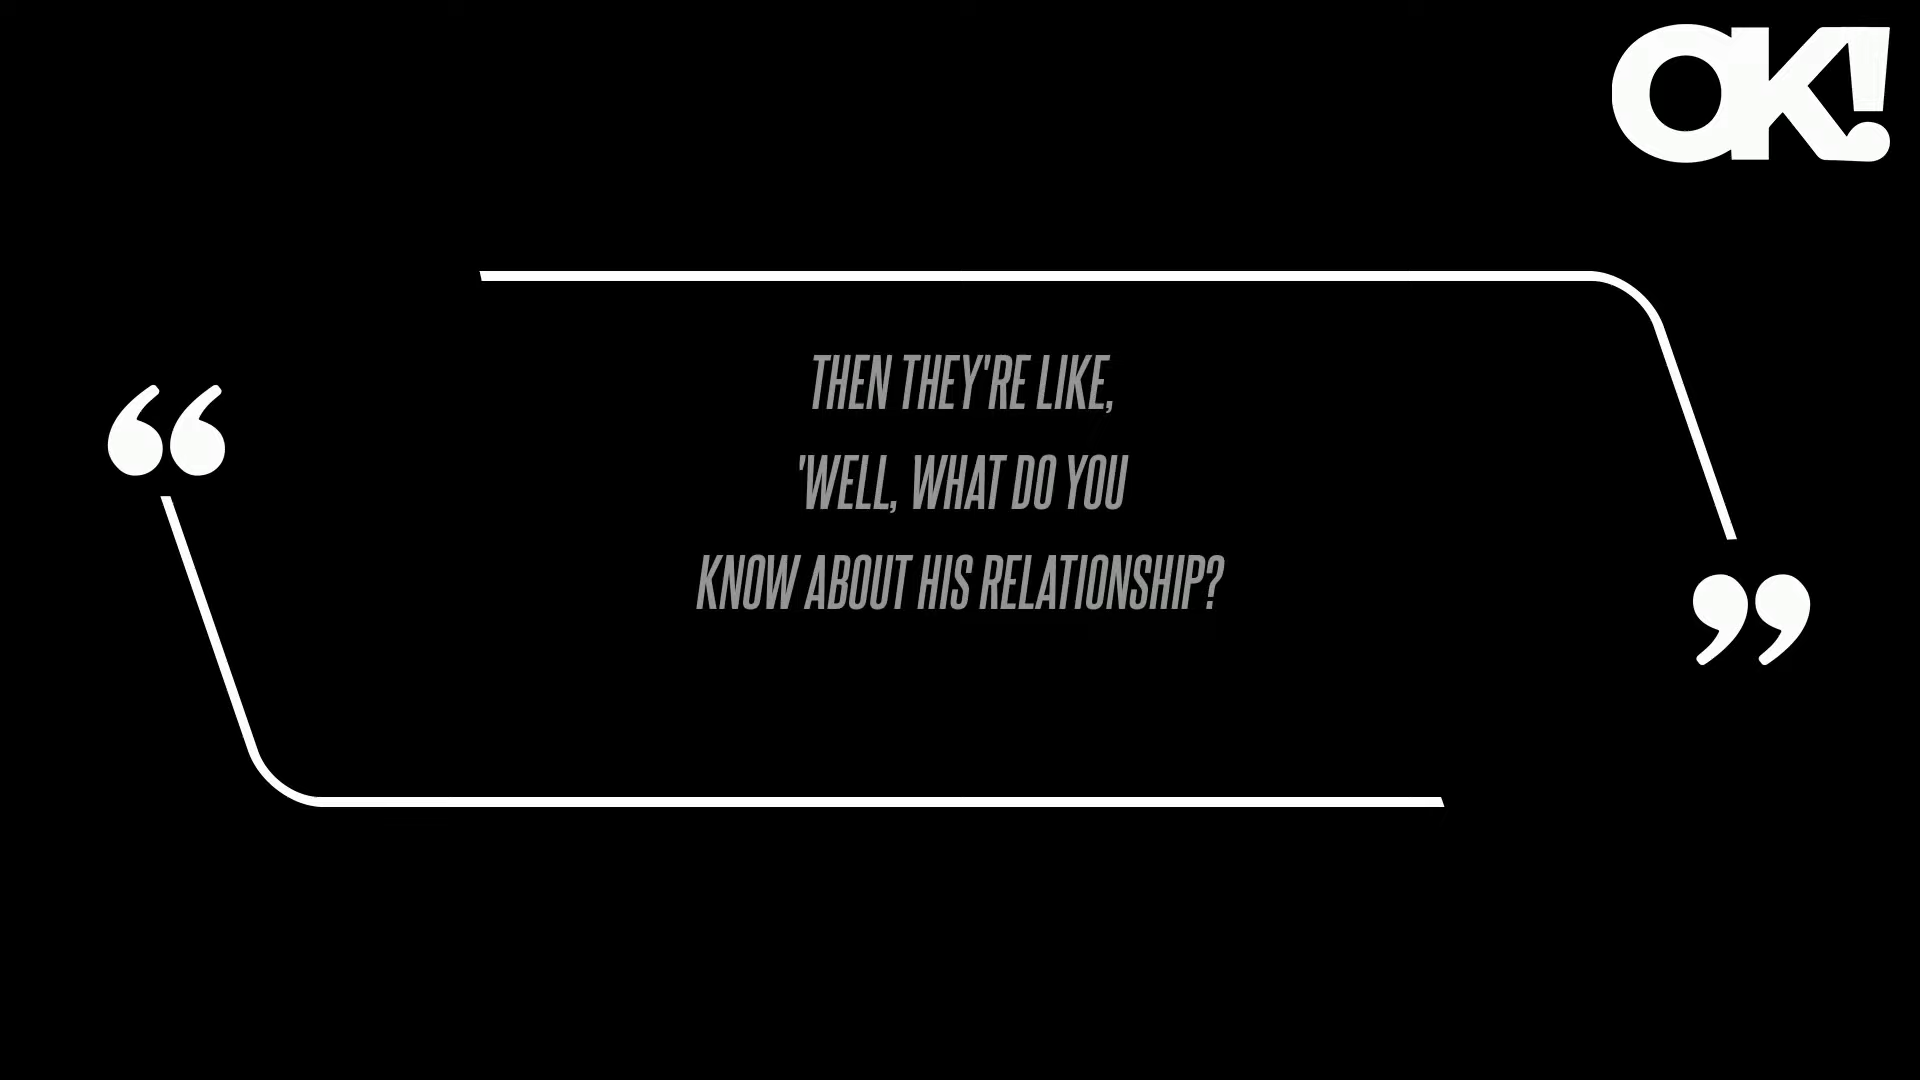 OK!
THEN THEY'RE LIKE,
'WELL, WHAT DO YOU
KNOW ABOUT HIS RELATIONSHIP?